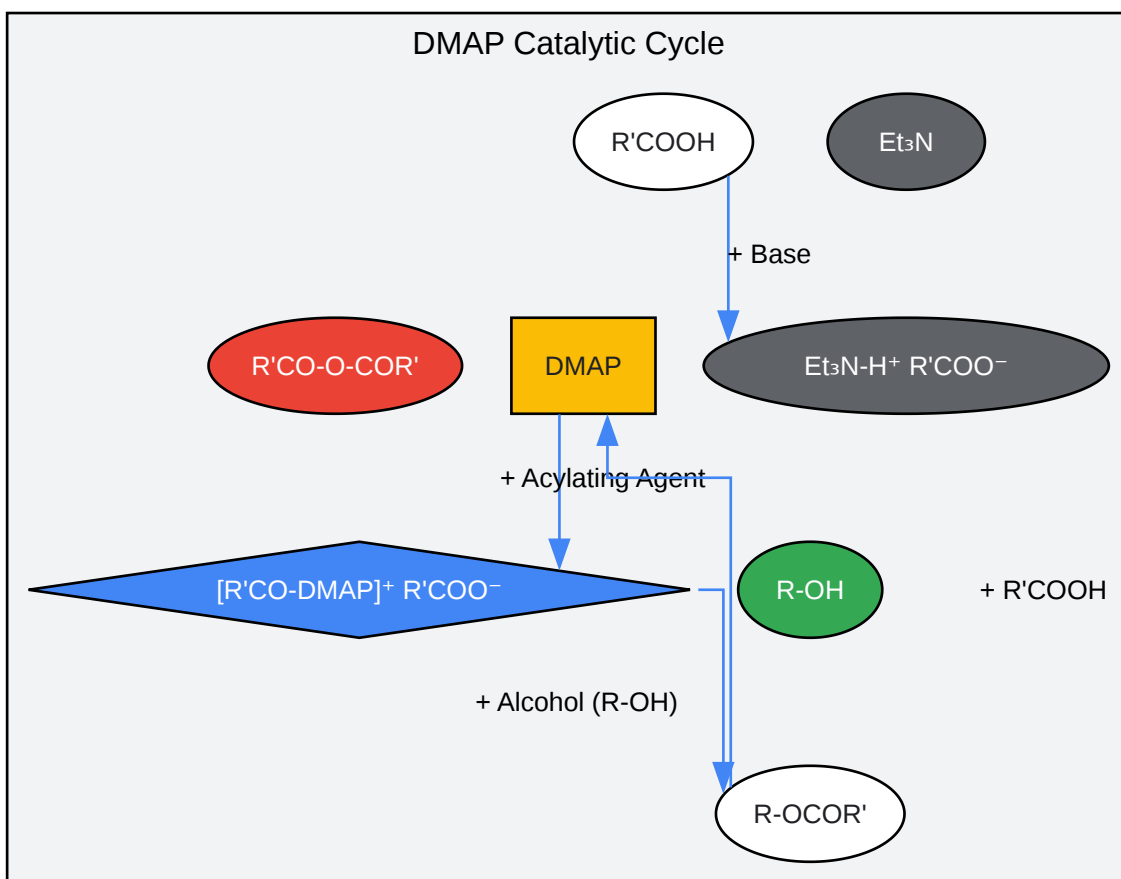 DMAP Catalytic Cycle
R'COOH
Et₃N
+ Base
R'CO-O-COR'
DMAP
Et₃N-H⁺ R'COO⁻
+ Acylating Agent
[R'CO-DMAP]⁺ R'COO⁻
R-OH
+ R'COOH
+ Alcohol (R-OH)
R-OCOR'